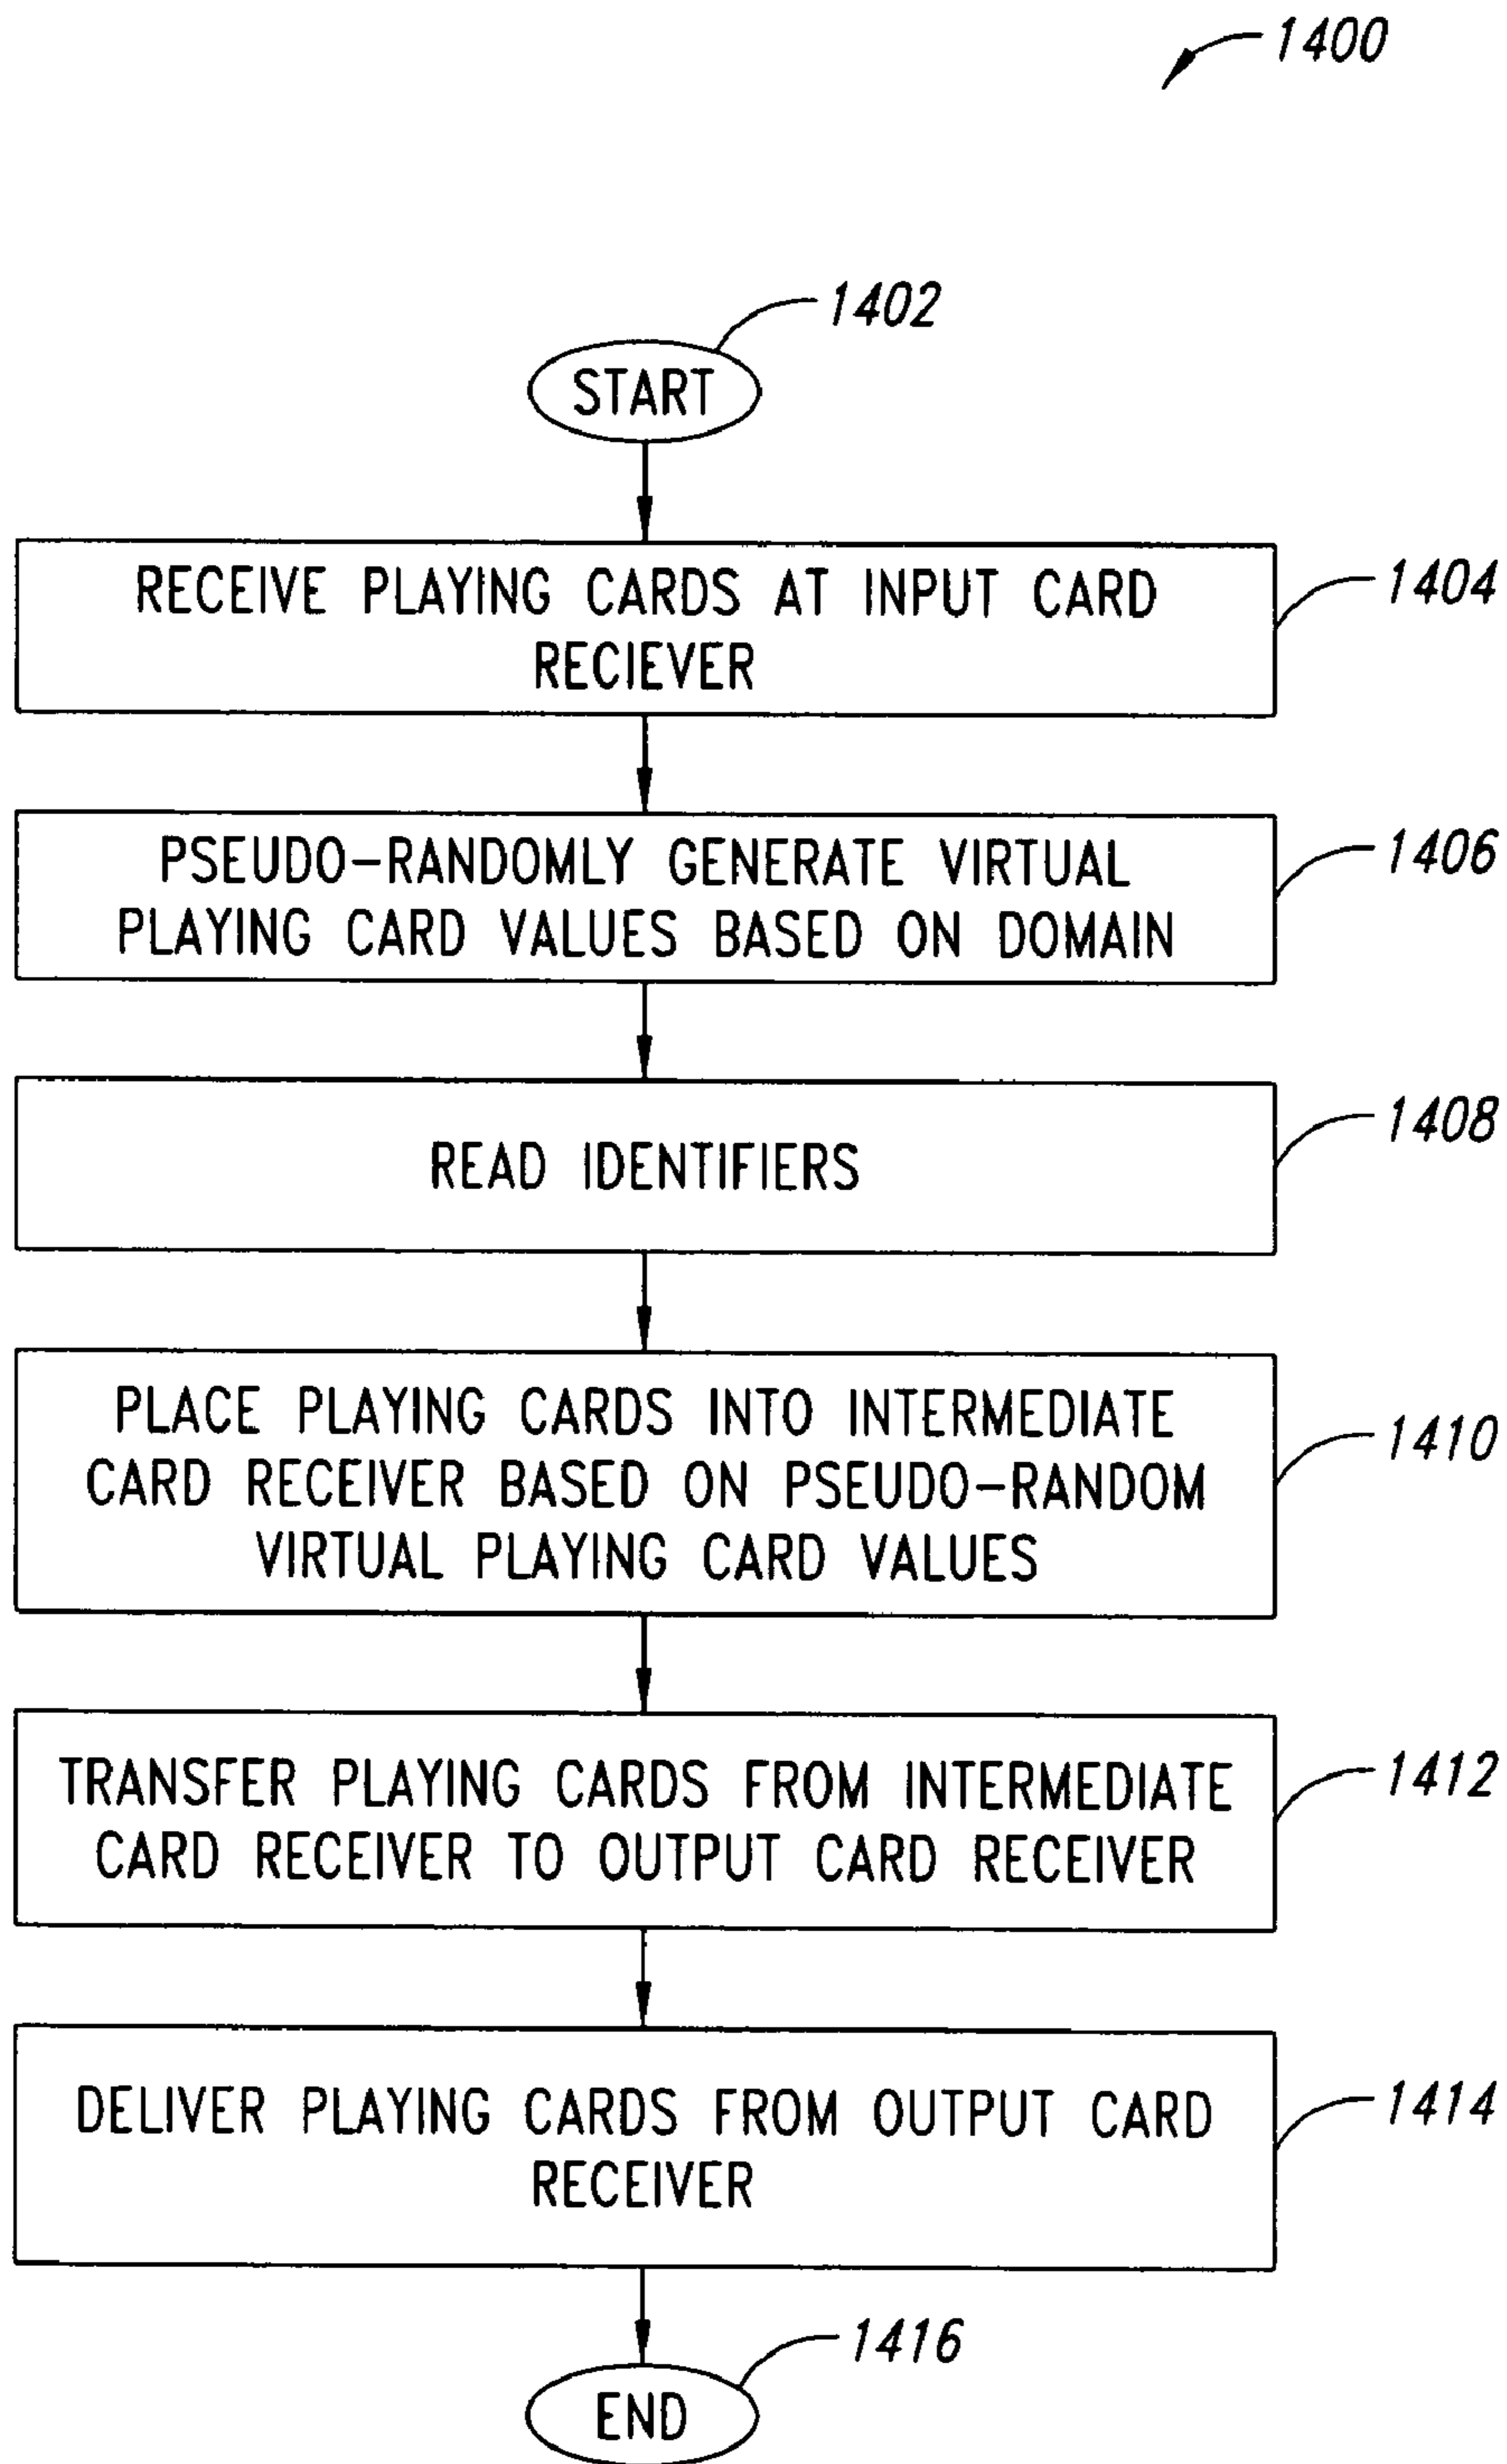 1400
1402
START
RECEIVE PLAYING CARDS AT INPUT CARD
RECIEVER
1404
PSEUDO-RANDOMLY GENERATE VIRTUAL
PLAYING CARD VALUES BASED ON DOMAIN
1406
READ IDENTIFIERS
1408
PLACE PLAYING CARDS INTO INTERMEDIATE
CARD RECEIVER BASED ON PSEUDO-RANDOM
VIRTUAL PLAYING CARD VALUES
1410
TRANSFER PLAYING CARDS FROM INTERMEDIATE
CARD RECEIVER TO OUTPUT CARD RECEIVER
1412
DELIVER PLAYING CARDS FROM OUTPUT CARD
RECEIVER
1414
1416
END